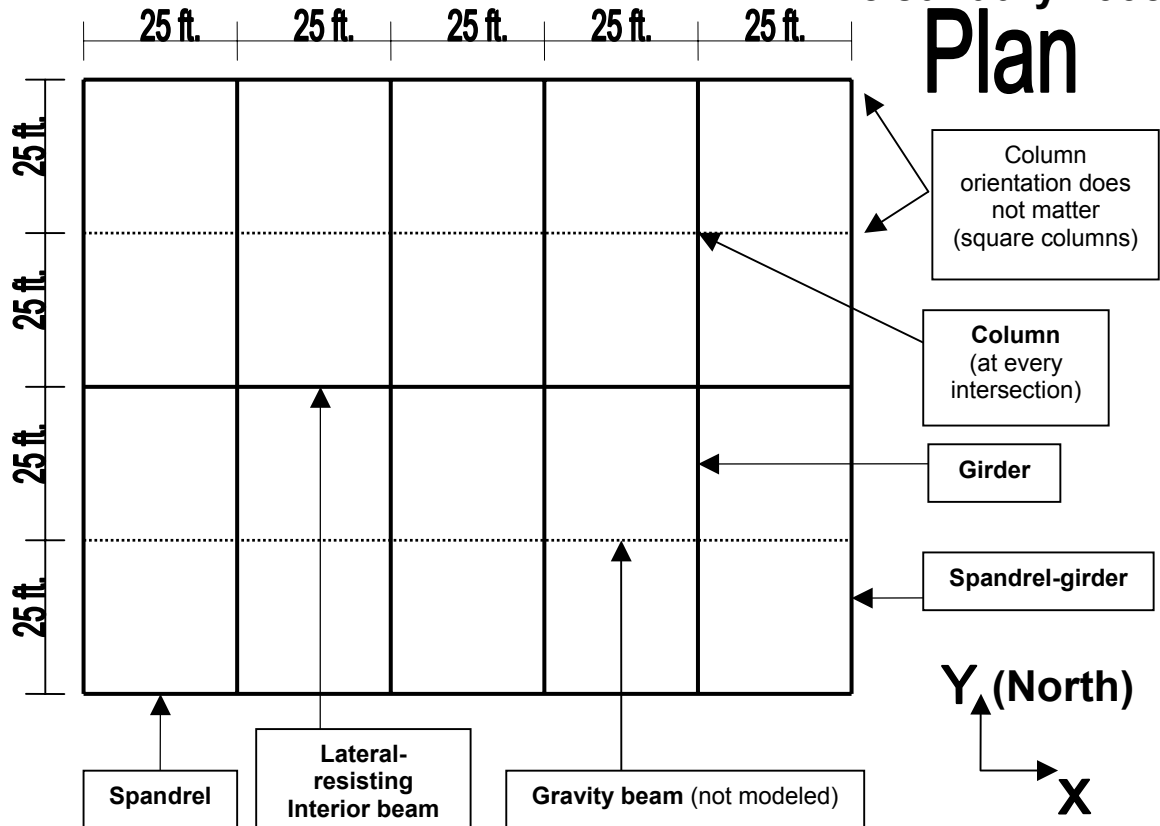 25 ft. 25 ft. 25 ft. 25 ft. 25 ft.
Plan
25 ft.
25 ft.
25 ft.
25 ft.
Column
orientation does
not matter
(square columns)
Column
(at every
intersection)
Girder
Spandrel-girder
Y (North)
X
Spandrel
Lateral-
resisting
Interior beam
Gravity beam (not modeled)